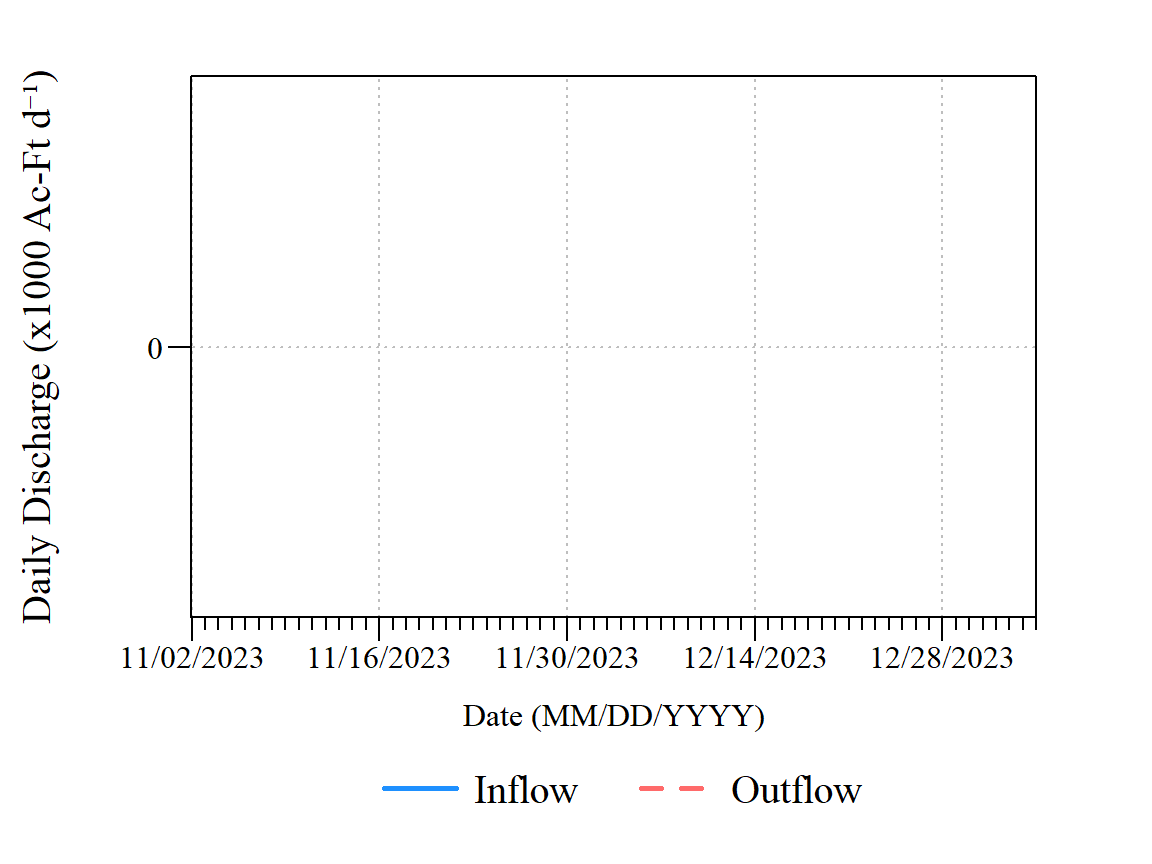 Daily Discharge (x1000 Ac-Ft d⁻¹)
0
11/02/2023 11/16/2023 11/30/2023 12/14/2023 12/28/2023
Date (MM/DD/YYYY)
Inflow Outflow